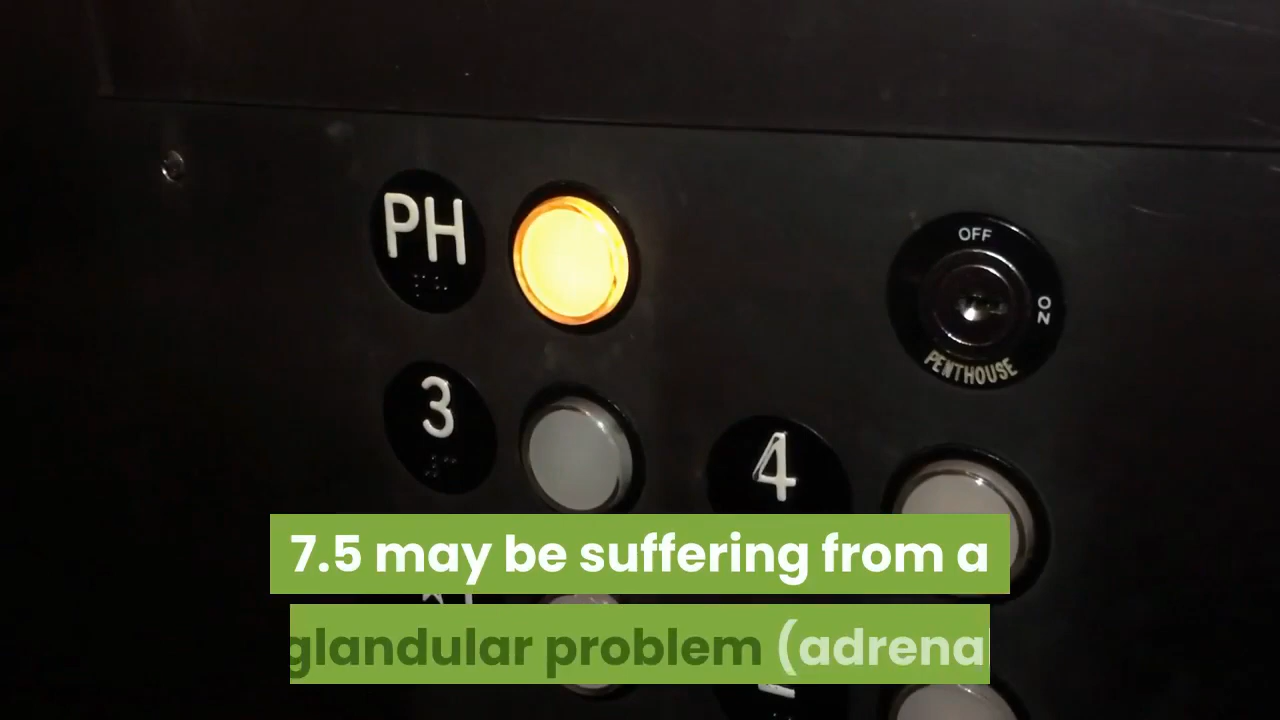 PH
OFF
ON
PENTHOUSE
3
4
7.5 may be suffering from a
glandular problem (adrena